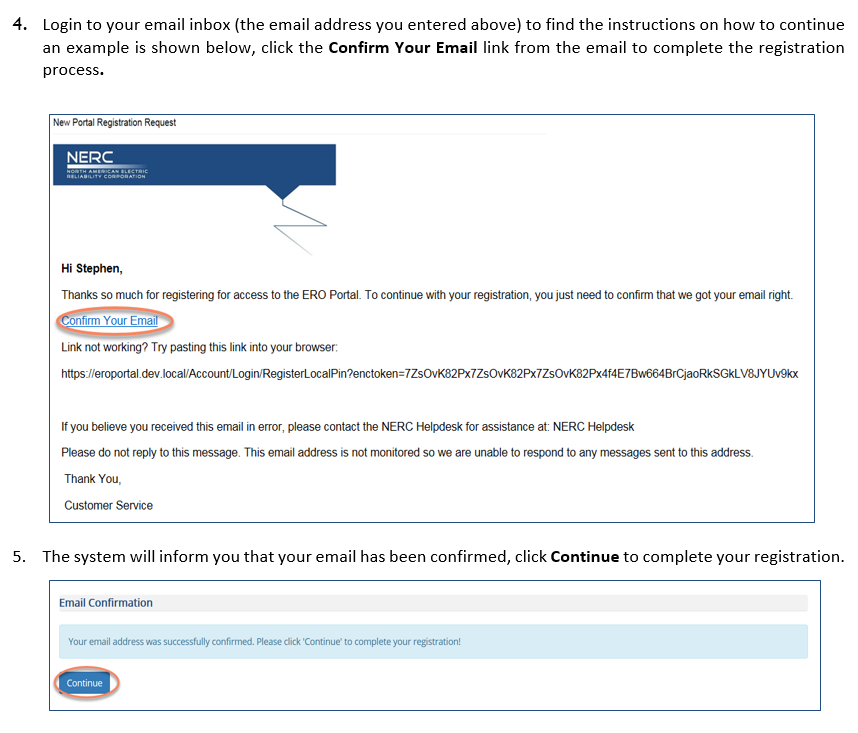 4. Login to your email inbox (the email address you entered above) to find the instructions on how to continue
an example is shown below, click the Confirm Your Email link from the email to complete the registration
process.
New Portal Registration Request
NERC
NORTH AMERICAN ELECTRIC
RELIABILITY CORPORATION
Hi Stephen,
Thanks so much for registering for access to the ERO Portal. To continue with your registration, you just need to confirm that we got your email right.
Confirm Your Email
Link not working? Try pasting this link into your browser:
https://eroportal.dev.local/Account/Login/RegisterLocalPin?enctoken=7ZsOvK82Px7ZsOvK82Px7ZsOvK82Px4f4E7Bw664BrCjaoRkSGkLV8JYUv9kx
If you believe you received this email in error, please contact the NERC Helpdesk for assistance at: NERC Helpdesk
Please do not reply to this message. This email address is not monitored so we are unable to respond to any messages sent to this address.
Thank You,
Customer Service
5. The system will inform you that your email has been confirmed, click Continue to complete your registration.
Email Confirmation
Your email address was successfully confirmed. Please click 'Continue' to complete your registration!
Continue